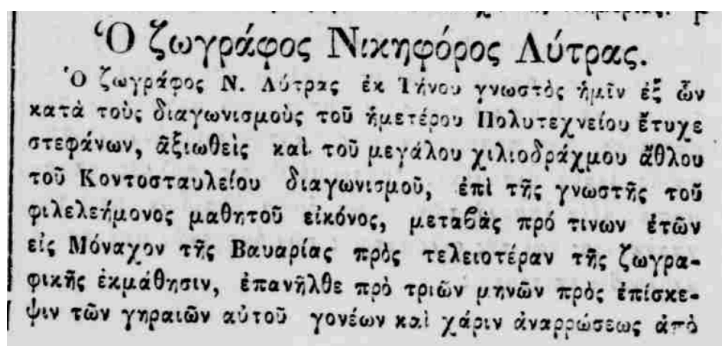 Ὁ ζωγράφος Νικηφόρος Λύτρας.
Ὁ ζωγράφος Ν. Λύτρας ἐκ Τήνου γνωστὸς ἡμῖν ἐξ ὧν
κατὰ τοὺς διαγωνισμοὺς τοῦ ἡμετέρου Πολυτεχνείου ἔτυχε
στεφάνων, ἀξιωθεὶς καὶ τοῦ μεγάλου χιλιοδράχμου ἄθλου
τοῦ Κοντοσταυλείου διαγωνισμοῦ, ἐπὶ τῆς γνωστῆς τοῦ
φιλελεήμονος μαθητοῦ εἰκόνος, μεταβὰς πρό τινων ἐτῶν
εἰς Μόναχον τῆς Βαυαρίας πρὸς τελειοτέραν τῆς ζωγρα-
φικῆς ἐκμάθησιν, ἐπανῆλθε πρὸ τριῶν μηνῶν πρὸς ἐπίσκε-
ψιν τῶν γηραιῶν αὐτοῦ γονέων καὶ χάριν ἀναρρώσεως ἀπὸ